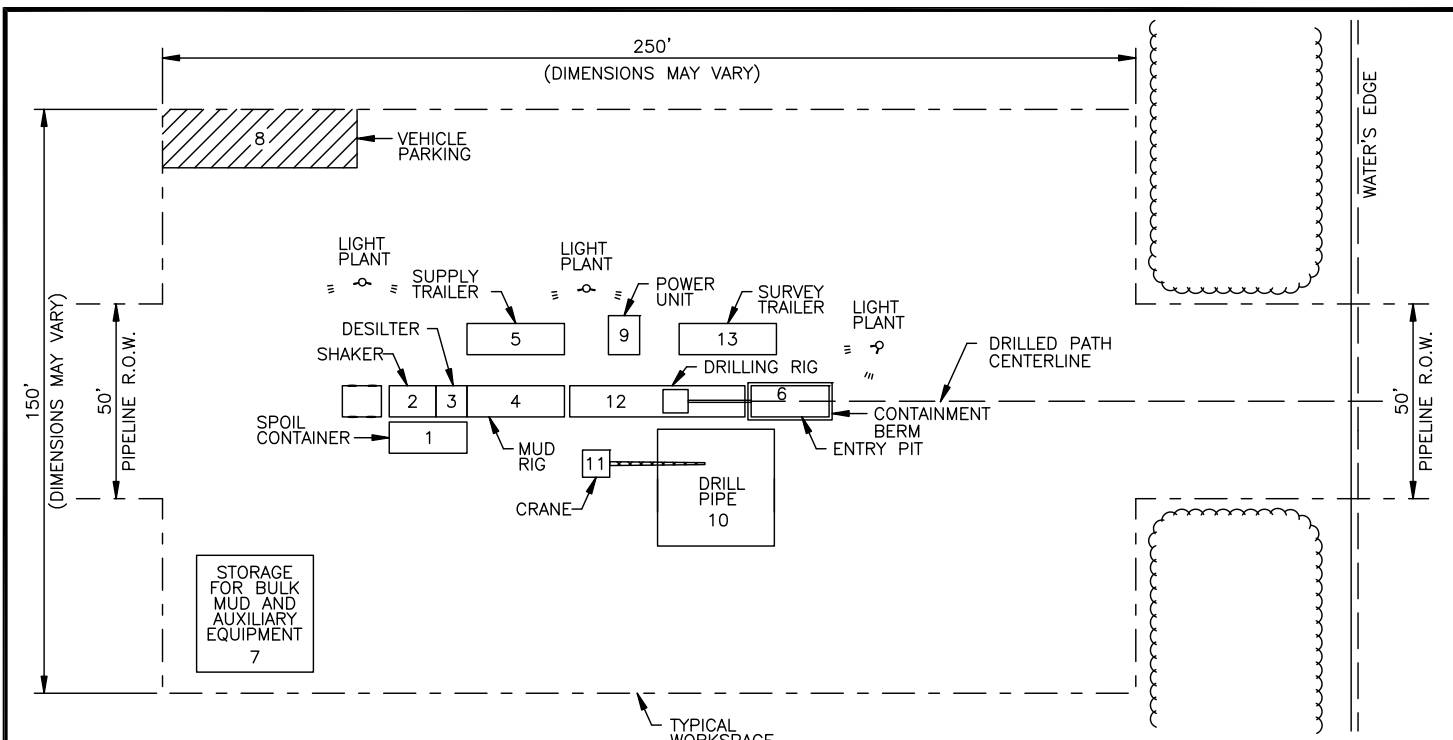 250'
(DIMENSIONS MAY VARY)
WATER'S EDGE
8
VEHICLE
PARKING
LIGHT
PLANT
SUPPLY
TRAILER
LIGHT
PLANT
POWER
UNIT
SURVEY
TRAILER
LIGHT
PLANT
DESILTER
5
9
13
SHAKER
DRILLING RIG
DRILLED PATH
CENTERLINE
150'
(DIMENSIONS MAY VARY)
50'
PIPELINE R.O.W.
2
3
4
12
6
50'
PIPELINE R.O.W.
SPOIL
CONTAINER
1
MUD
RIG
CONTAINMENT
BERM
ENTRY PIT
11
CRANE
DRILL
PIPE
10
STORAGE
FOR BULK
MUD AND
AUXILIARY
EQUIPMENT
7
TYPICAL
WORKSPACE